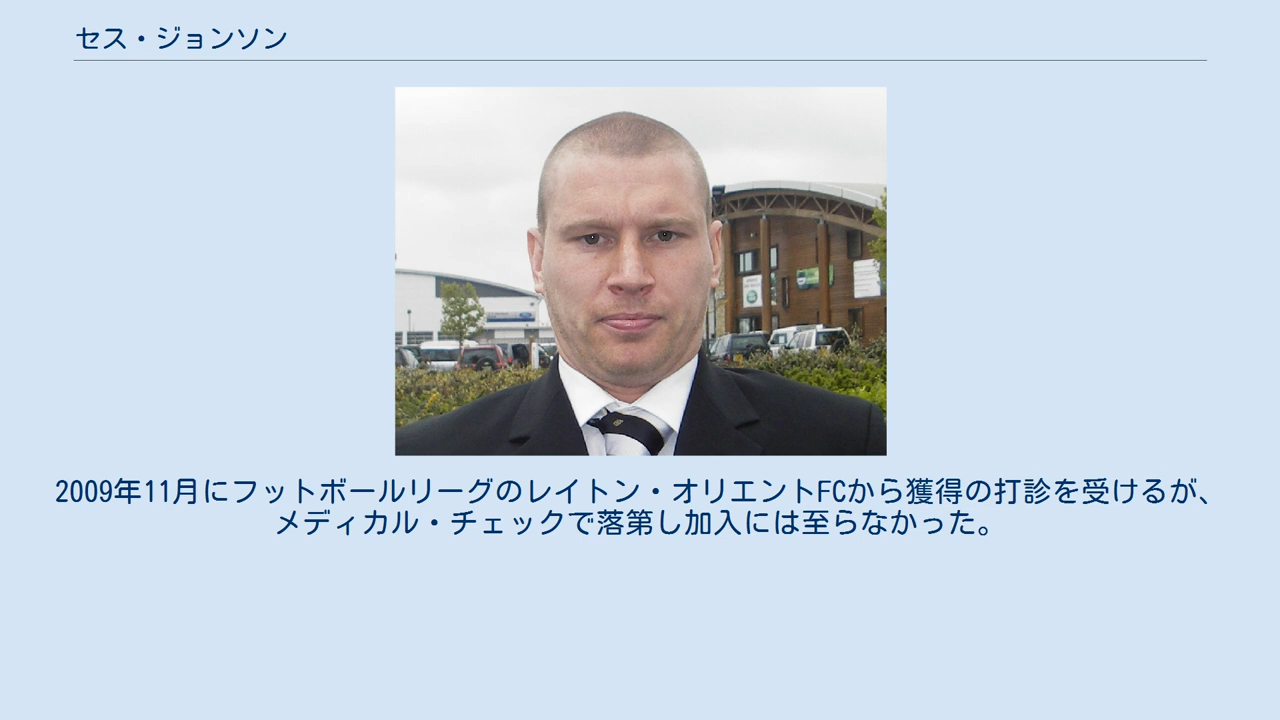 セス・ジョンソン
2009年11月にフットボールリーグのレイトン・オリエントFCから獲得の打診を受けるが、
メディカル・チェックで落第し加入には至らなかった。